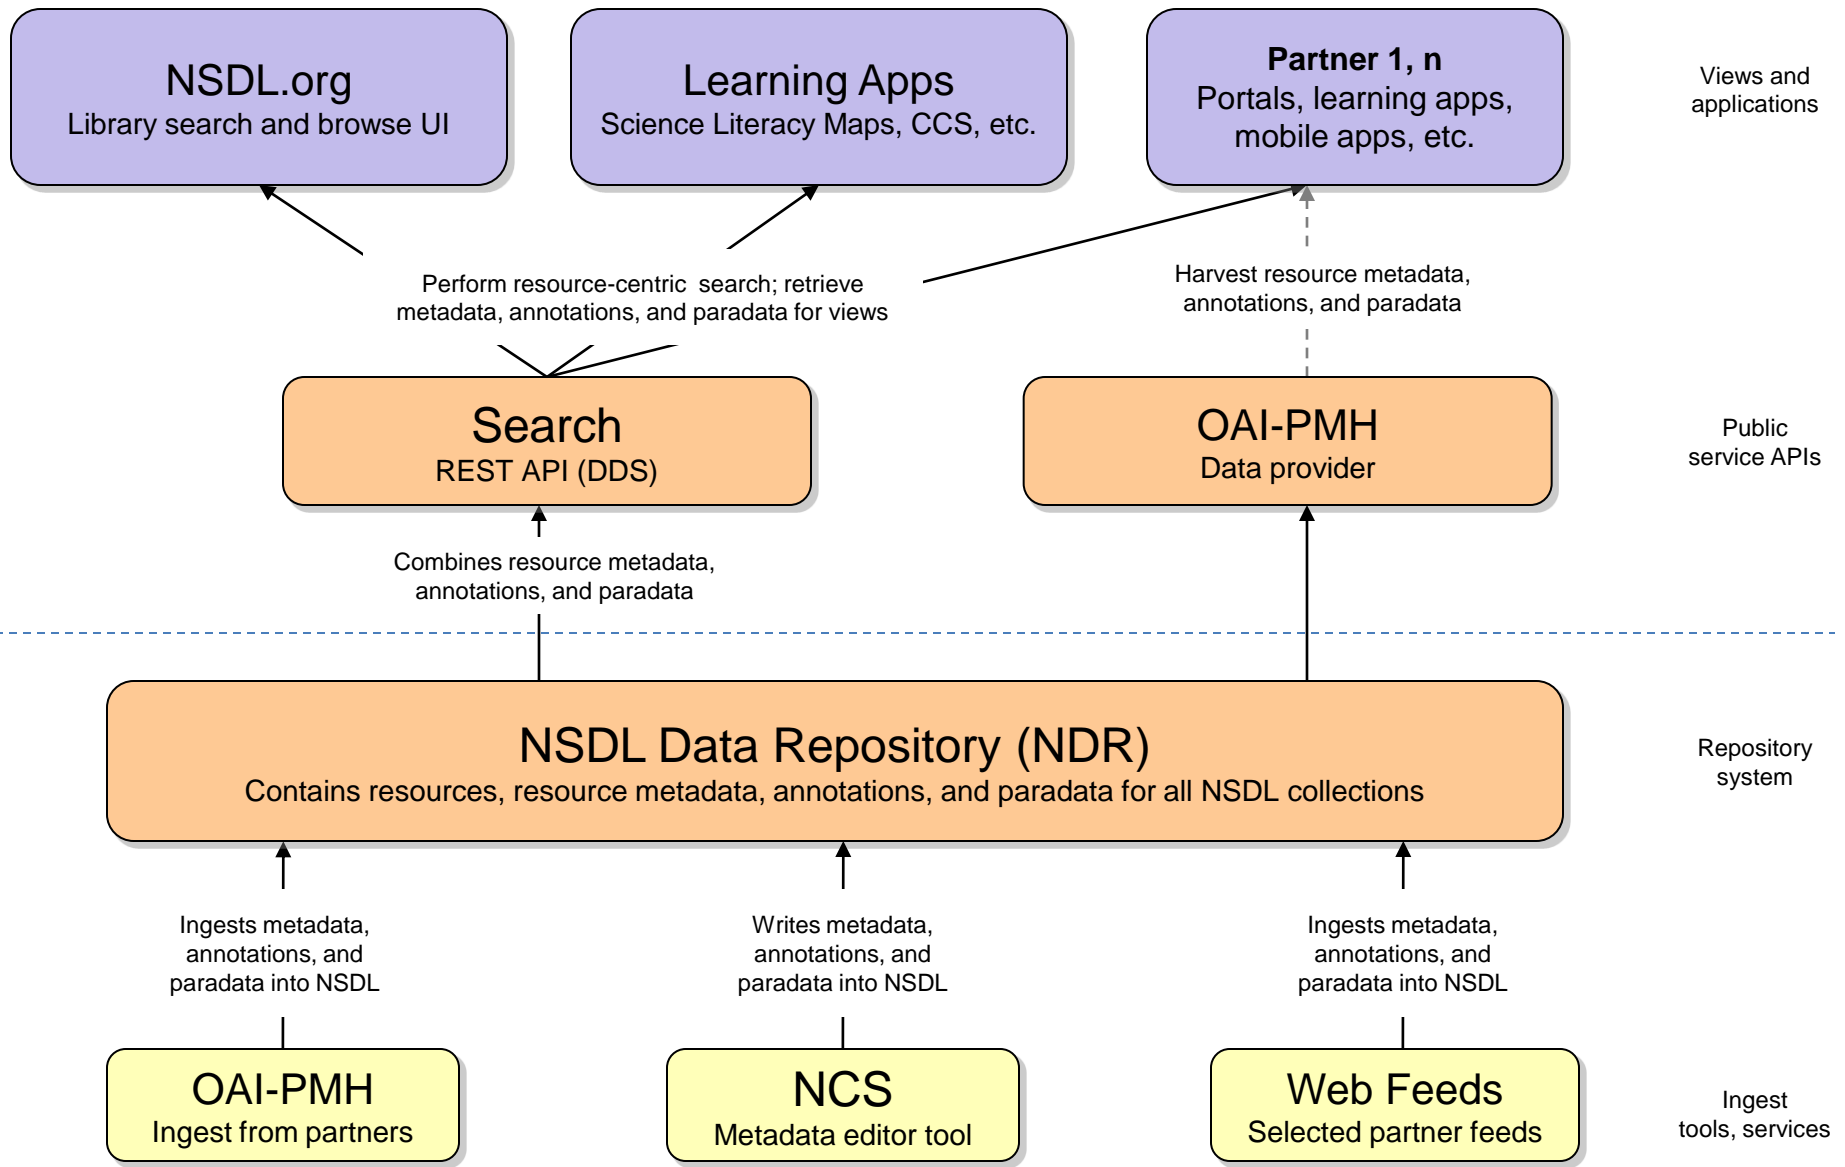 NSDL.org
Library search and browse UI
Learning Apps
Science Literacy Maps, CCS, etc.
Partner 1, n
Portals, learning apps,
mobile apps, etc.
Views and
applications
Perform resource-centric search; retrieve
metadata, annotations, and paradata for views
Harvest resource metadata,
annotations, and paradata
Search
REST API (DDS)
OAI-PMH
Data provider
Public
service APIs
Combines resource metadata,
annotations, and paradata
NSDL Data Repository (NDR)
Contains resources, resource metadata, annotations, and paradata for all NSDL collections
Repository
system
Ingests metadata,
annotations, and
paradata into NSDL
Writes metadata,
annotations, and
paradata into NSDL
Ingests metadata,
annotations, and
paradata into NSDL
OAI-PMH
Ingest from partners
NCS
Metadata editor tool
Web Feeds
Selected partner feeds
Ingest
tools, services